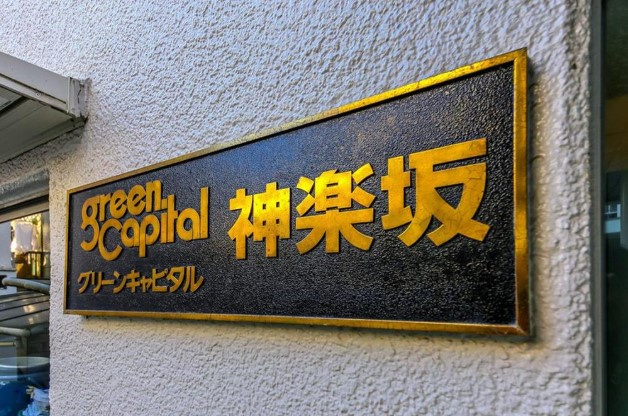 green
Capital
グリーンキャピタル
神楽坂